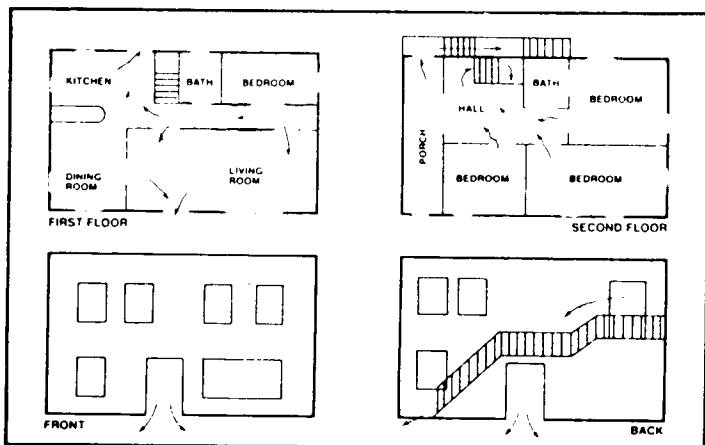 KITCHEN
BATH
BEDROOM
DINING
ROOM
LIVING
ROOM
FIRST FLOOR
PORCH
HALL
BATH
BEDROOM
BEDROOM
BEDROOM
SECOND FLOOR
FRONT
BACK